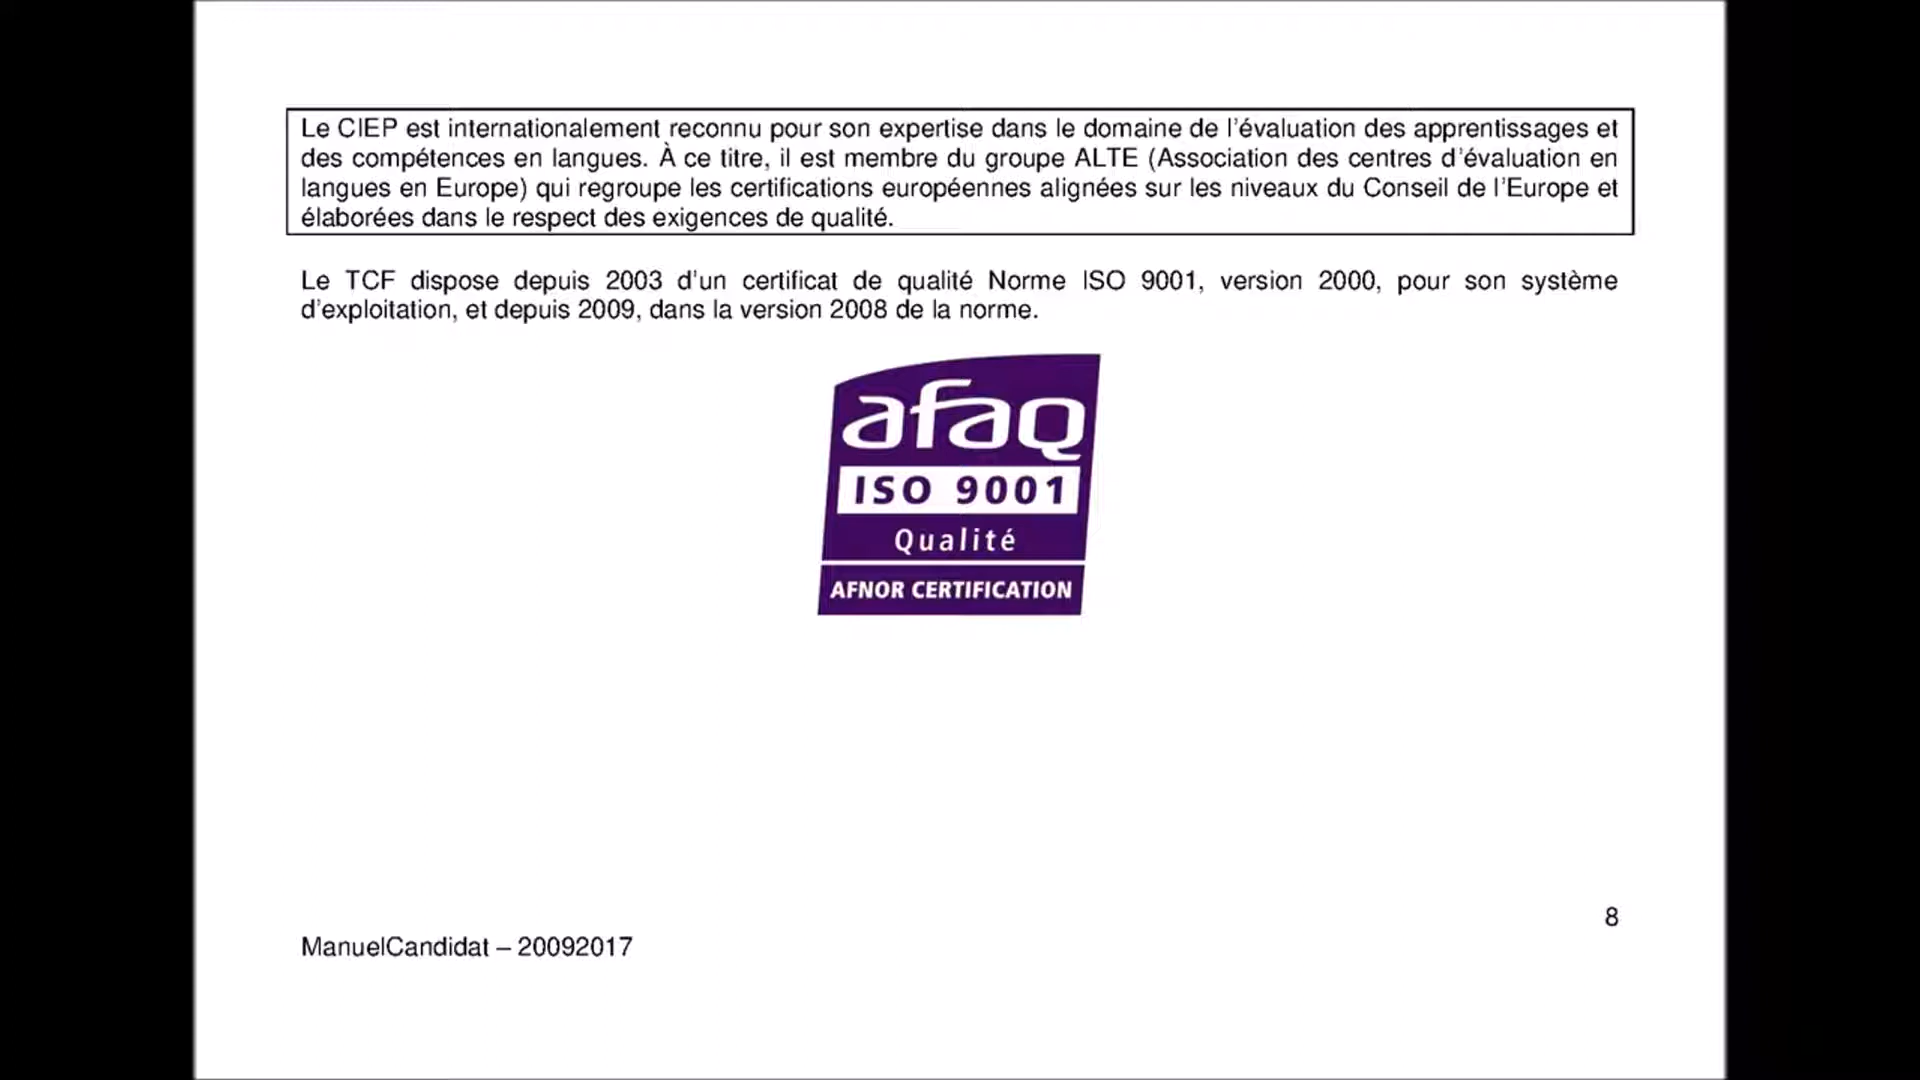 Le CIEP est internationalement reconnu pour son expertise dans le domaine de l'évaluation des apprentissages et
des compétences en langues. À ce titre, il est membre du groupe ALTE (Association des centres d'évaluation en
langues en Europe) qui regroupe les certifications européennes alignées sur les niveaux du Conseil de l'Europe et
élaborées dans le respect des exigences de qualité.
Le TCF dispose depuis 2003 d'un certificat de qualité Norme ISO 9001, version 2000, pour son système
d'exploitation, et depuis 2009, dans la version 2008 de la norme.
afaq
ISO 9001
Qualité
AFNOR CERTIFICATION
8
ManuelCandidat – 20092017